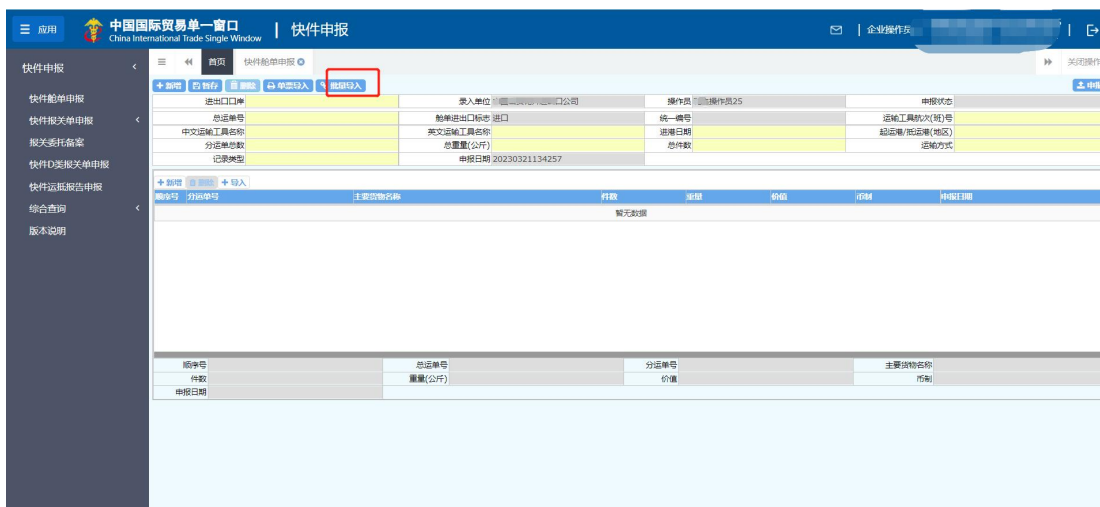 应用
中国国际贸易单一窗口
China International Trade Single Window
快件申报
企业操作员
快件申报
快件舱单申报
快件报关单申报
报关委托备案
快件D类报关单申报
快件运抵报告申报
综合查询
版本说明
首页 快件舱单申报 关闭操作
新增 暂存 删除 单票导入 批量导入 申报
进出口口岸 录入单位 口公司 操作员 操作员25 申报状态
总运单号 舱单进出口标志 进口 统一编号 运输工具航次(班)号
中文运输工具名称 英文运输工具名称 进港日期 起运港/抵运港(地区)
分运单总数 总重量(公斤) 总件数 运输方式
记录类型 申报日期 20230321134257
新增 删除 导入
顺序号 分运单号 主要货物名称 件数 重量 价值 币制 申报日期
暂无数据
顺序号 总运单号 分运单号 主要货物名称
件数 重量(公斤) 价值 币制
申报日期